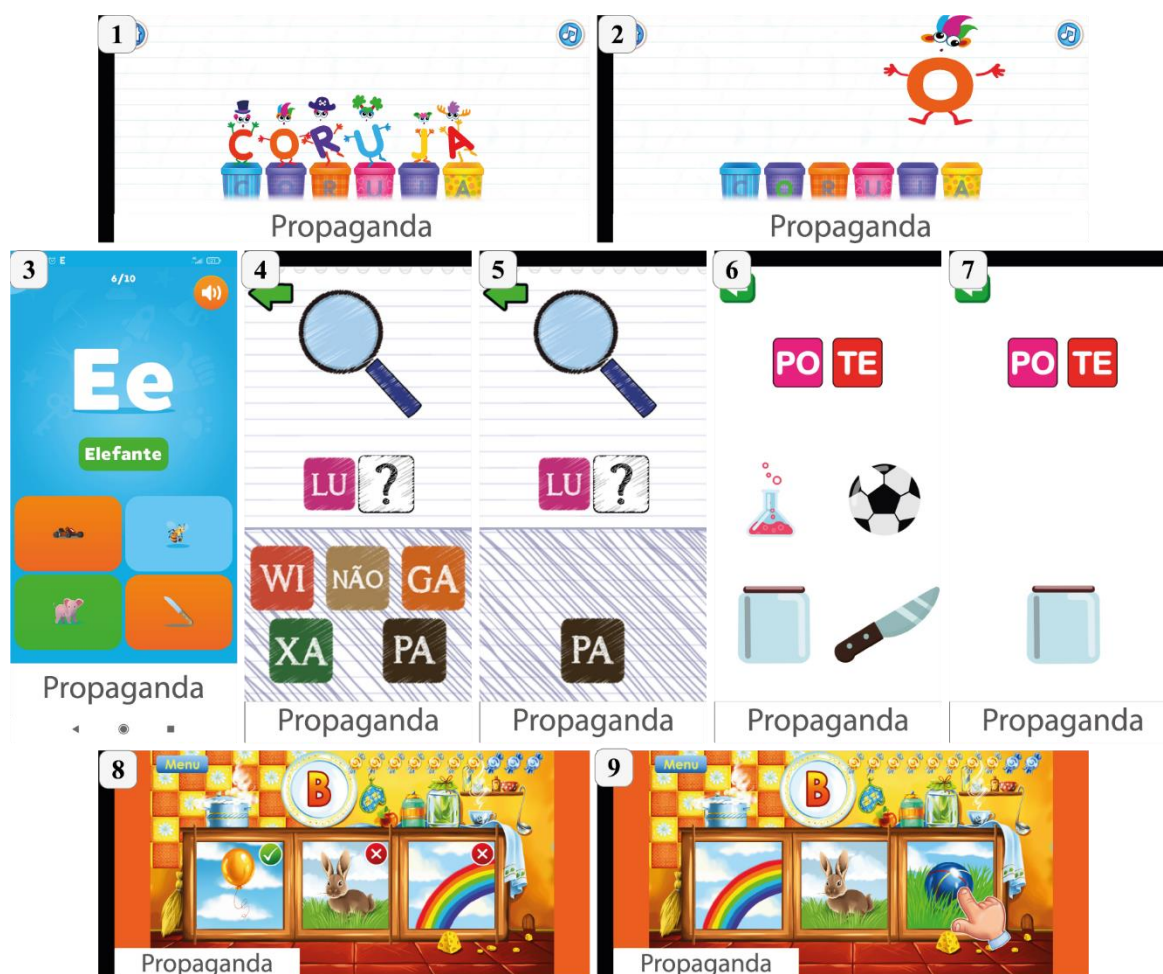 1
C O R U J A
C O R U J A
Propaganda
2
O
C O R U J A
Propaganda
3
E
6/10
Ee
Elefante
Propaganda
4
LU ?
WI NÃO GA
XA PA
Propaganda
5
LU ?
PA
Propaganda
6
PO TE
Propaganda
7
PO TE
Propaganda
8
Menu
B
Propaganda
9
Menu
B
Propaganda